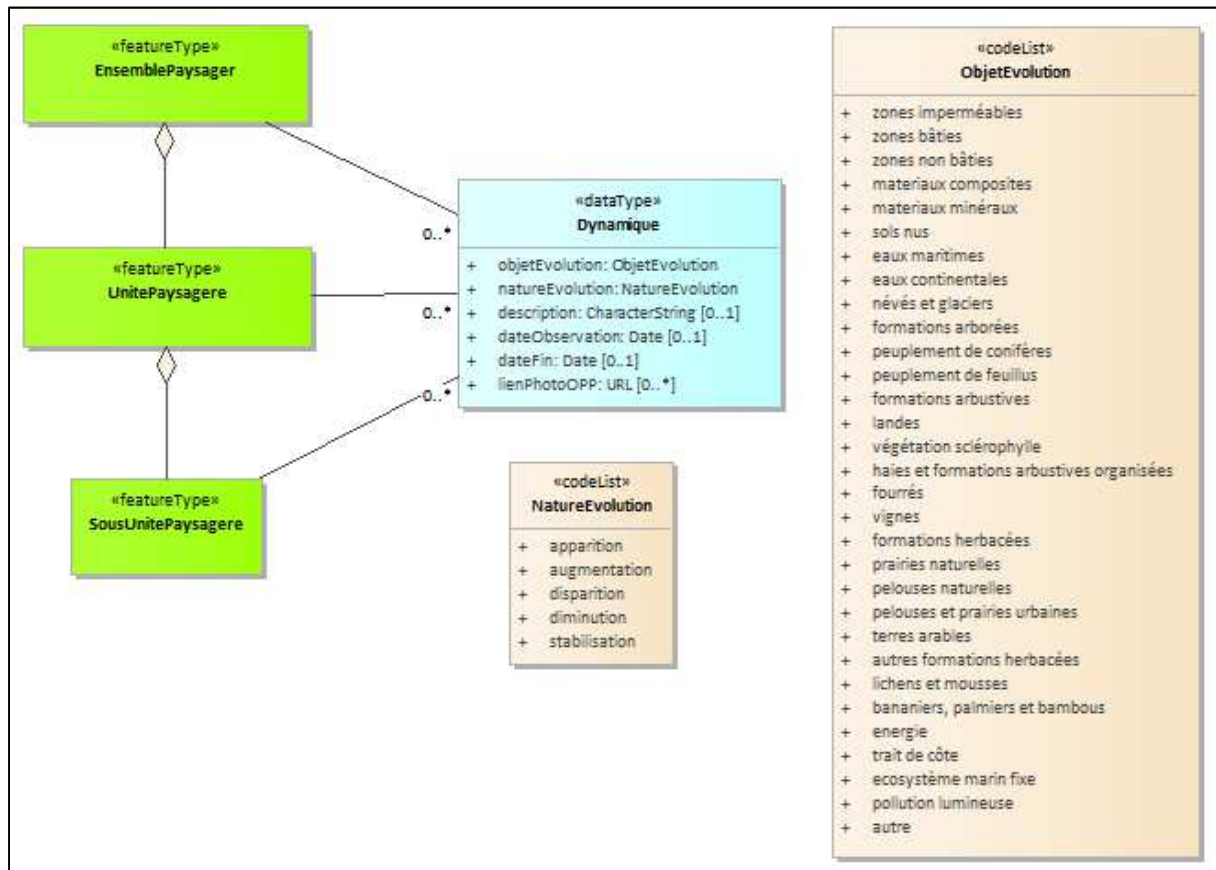 «featureType»
EnsemblePaysager
«featureType»
UnitePaysagere
«featureType»
SousUnitePaysagere
0..*
0..*
0..*
«dataType»
Dynamique
+ objetEvolution: ObjetEvolution
+ natureEvolution: NatureEvolution
+ description: CharacterString [0..1]
+ dateObservation: Date [0..1]
+ dateFin: Date [0..1]
+ lienPhotoOPP: URL [0..*]
«codeList»
NatureEvolution
+ apparition
+ augmentation
+ disparition
+ diminution
+ stabilisation
«codeList»
ObjetEvolution
+ zones imperméables
+ zones bâties
+ zones non bâties
+ materiaux composites
+ materiaux minéraux
+ sols nus
+ eaux maritimes
+ eaux continentales
+ névés et glaciers
+ formations arborées
+ peuplement de conifères
+ peuplement de feuillus
+ formations arbustives
+ landes
+ végétation sclérophylle
+ haies et formations arbustives organisées
+ fourrés
+ vignes
+ formations herbacées
+ prairies naturelles
+ pelouses naturelles
+ pelouses et prairies urbaines
+ terres arables
+ autres formations herbacées
+ lichens et mousses
+ bananiers, palmiers et bambous
+ energie
+ trait de côte
+ ecosystème marin fixe
+ pollution lumineuse
+ autre